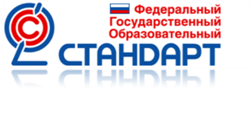 Федеральный
Государственный
Образовательный
СТАНДАРТ